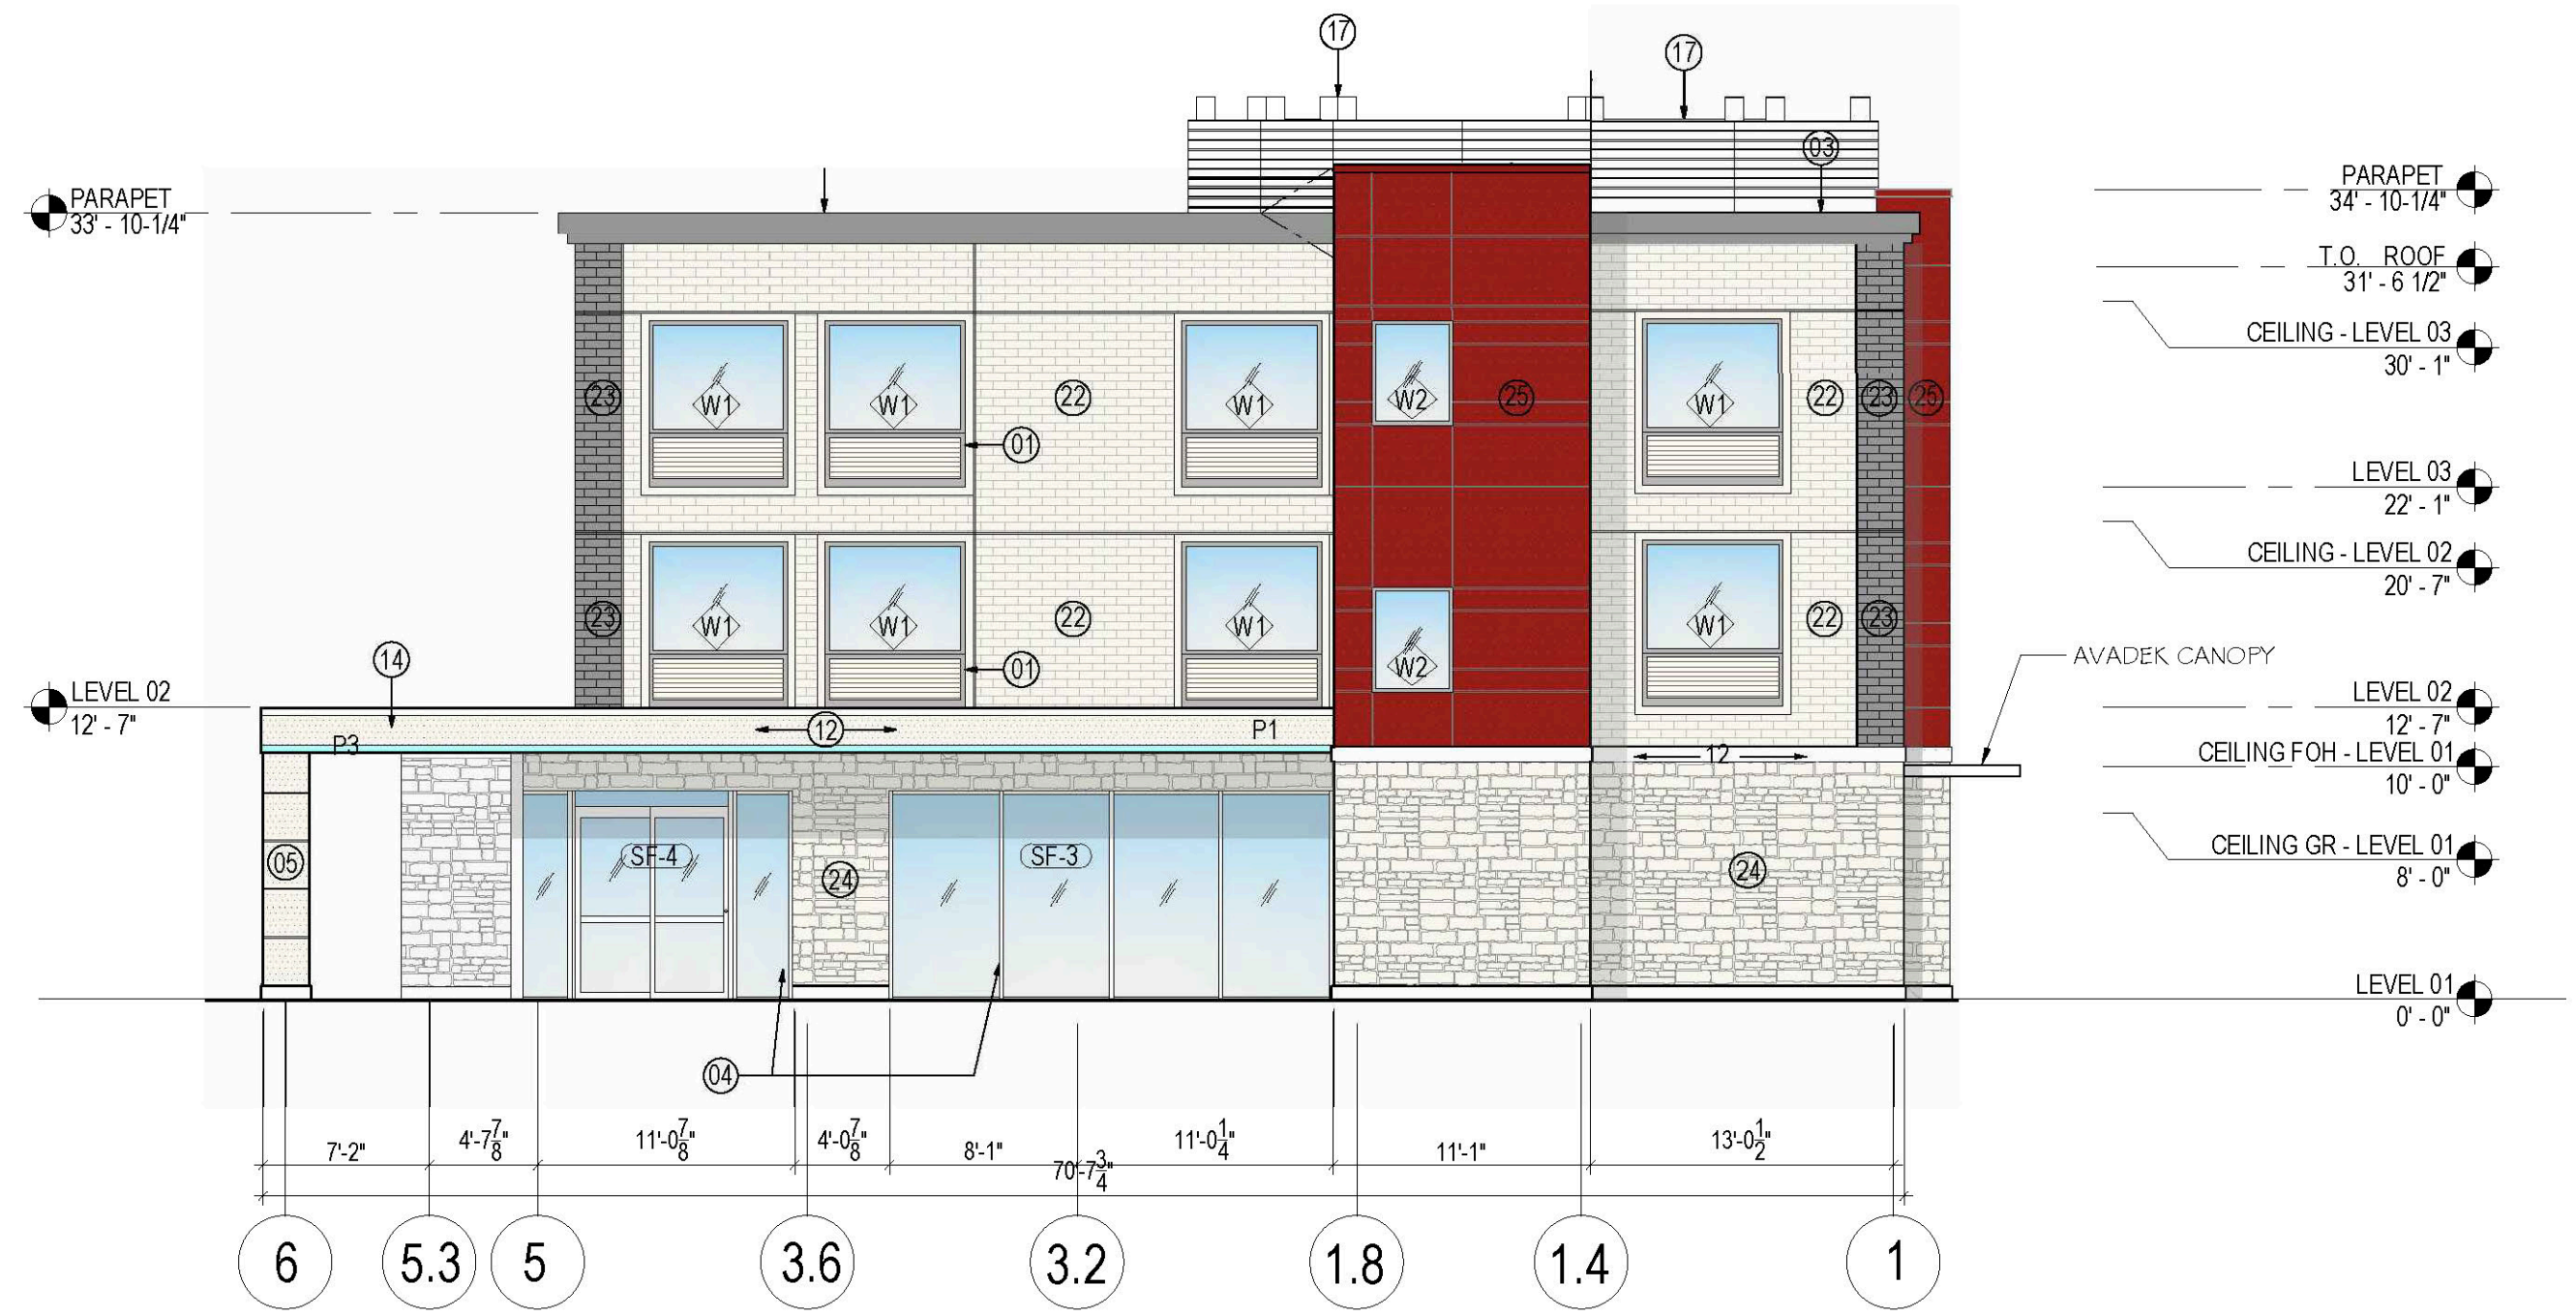 17
17
03
PARAPET
33' - 10-1/4"
PARAPET
34' - 10-1/4"
T.O. ROOF
31' - 6 1/2"
CEILING - LEVEL 03
30' - 1"
23
W1
W1
22
W1
W2
25
W1
22
23
25
01
LEVEL 03
22' - 1"
CEILING - LEVEL 02
20' - 7"
23
W1
W1
22
W1
W2
W1
22
23
01
14
AVADEK CANOPY
LEVEL 02
12' - 7"
LEVEL 02
12' - 7"
P3
12
P1
12
CEILING FOH - LEVEL 01
10' - 0"
CEILING GR - LEVEL 01
8' - 0"
05
SF-4
24
SF-3
24
LEVEL 01
0' - 0"
04
7'-2"
4'-7 7/8"
11'-0 7/8"
4'-0 7/8"
8'-1"
11'-0 1/4"
11'-1"
13'-0 1/2"
70'-7 3/4"
6
5.3
5
3.6
3.2
1.8
1.4
1